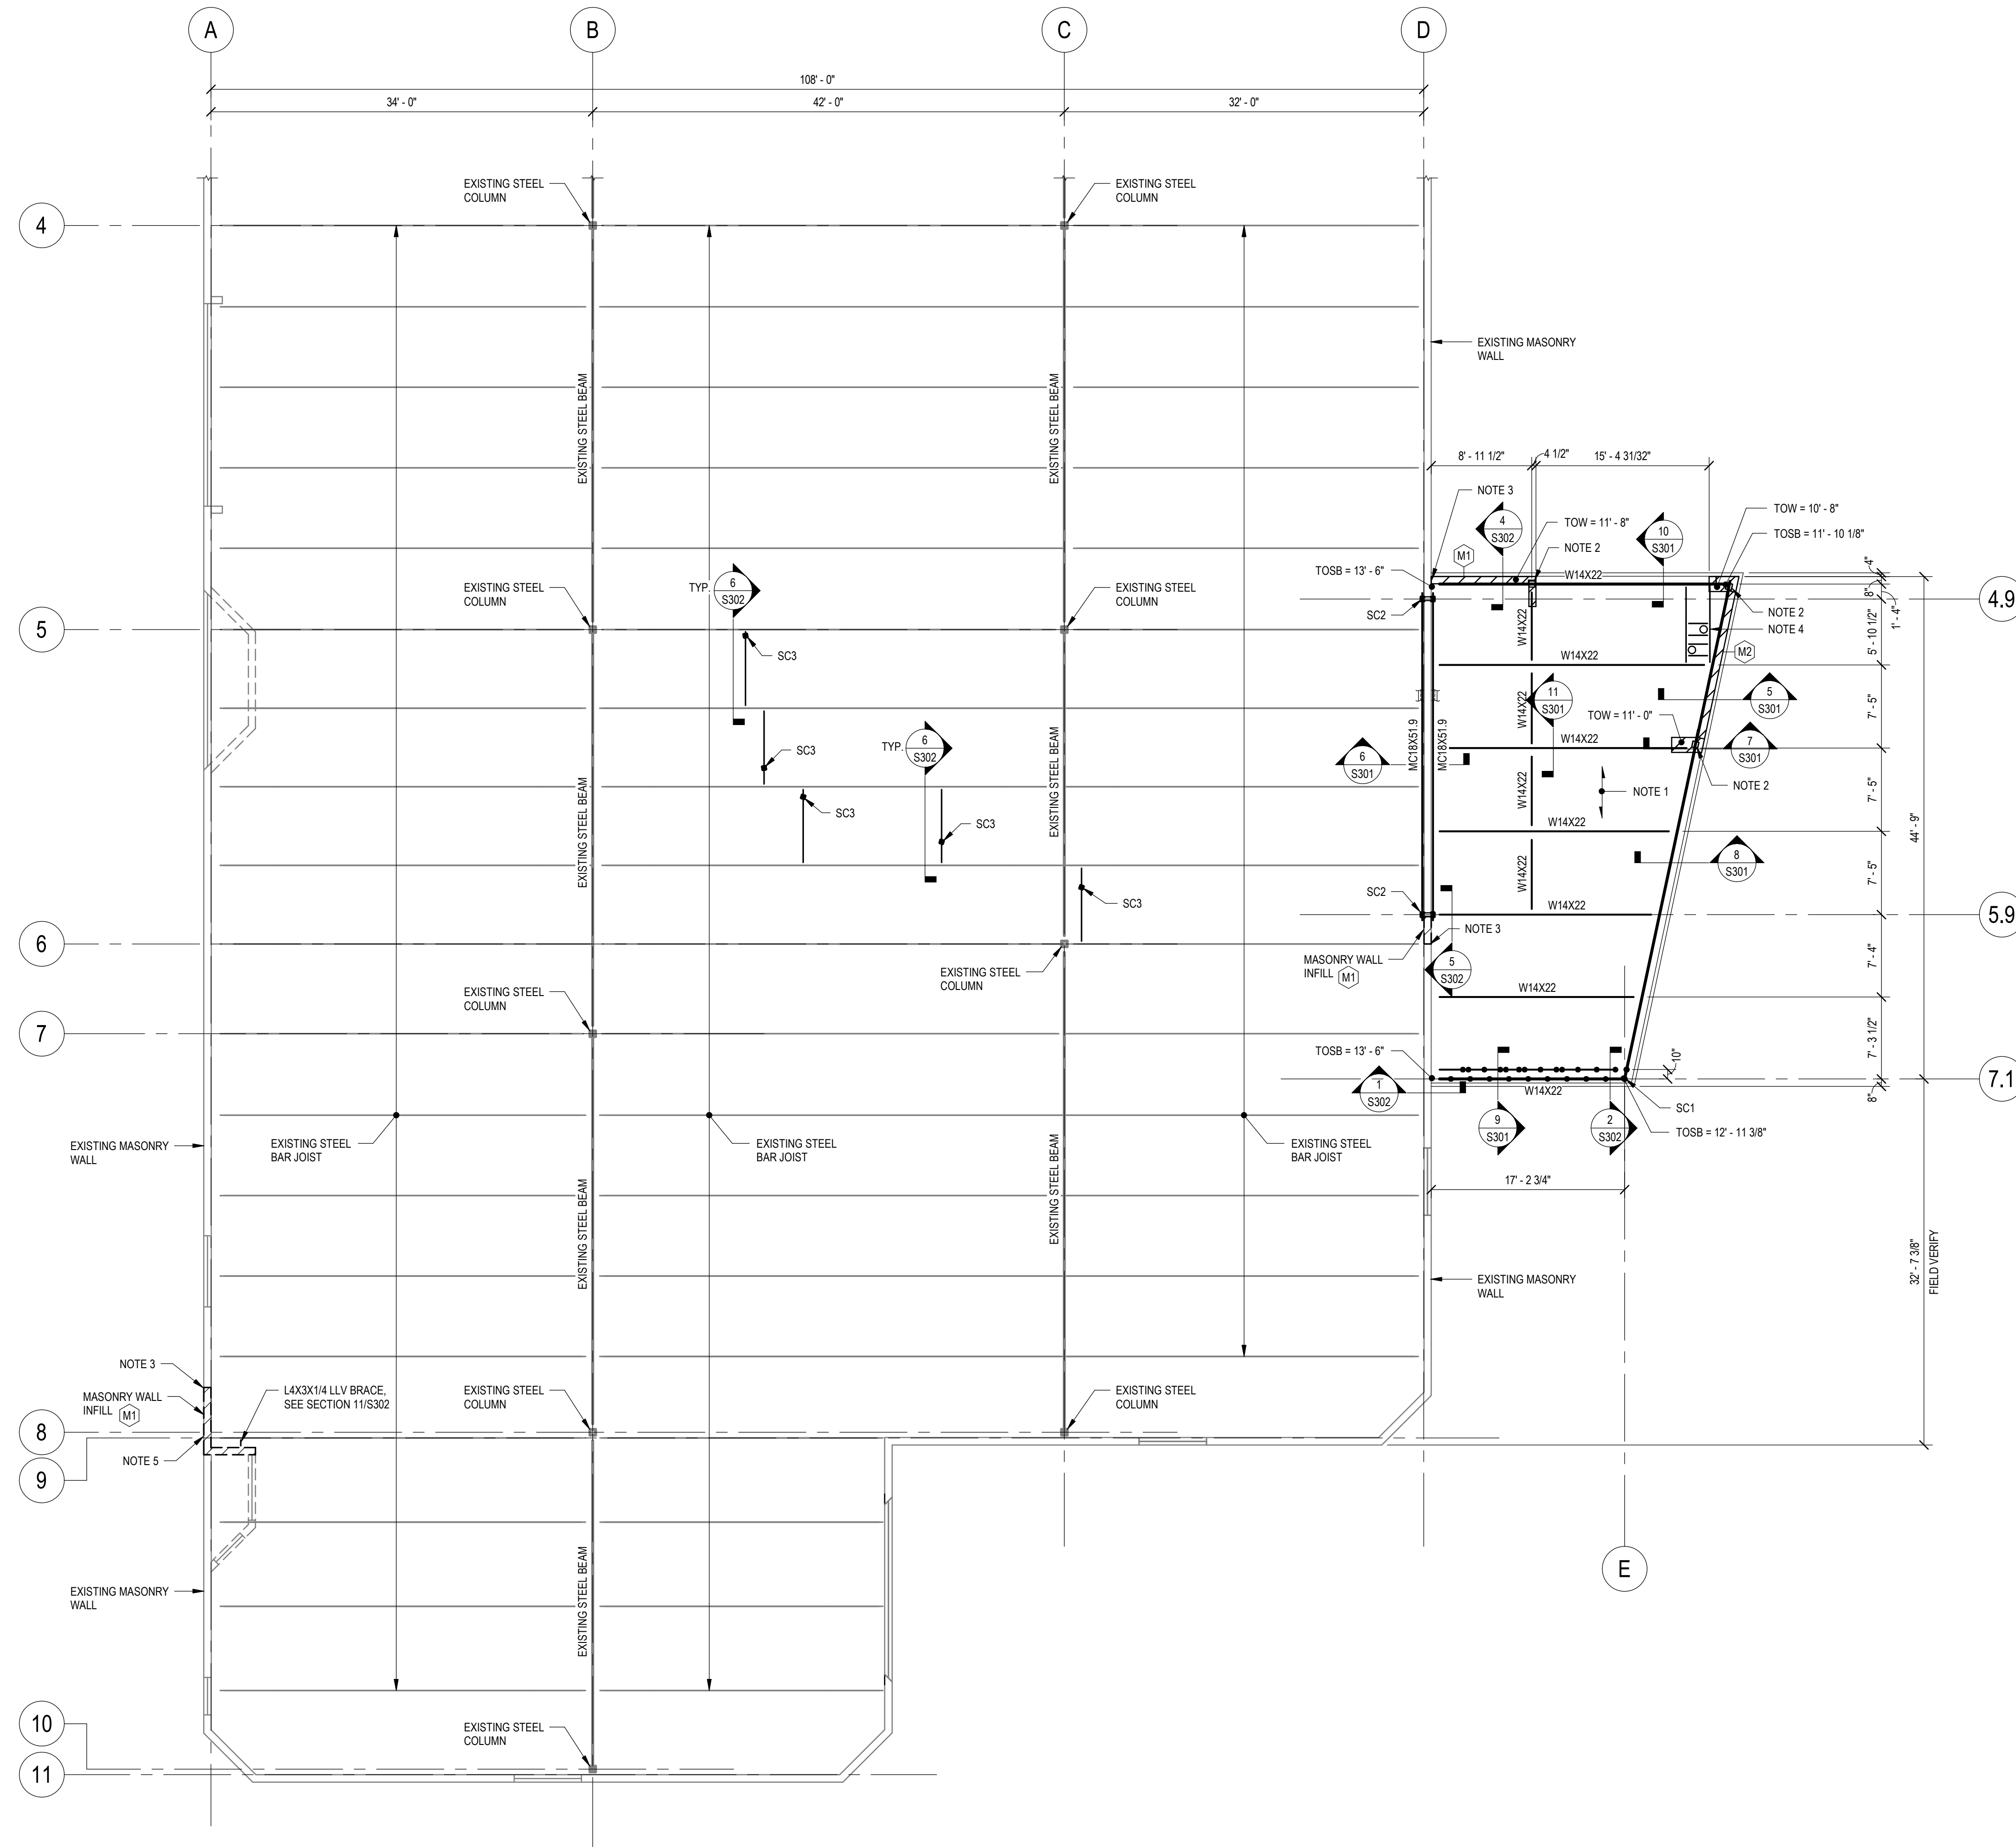 A
B
C
D
108' - 0"
34' - 0"
42' - 0"
32' - 0"
EXISTING STEEL
COLUMN
EXISTING STEEL
COLUMN
4
EXISTING MASONRY
WALL
EXISTING STEEL BEAM
EXISTING STEEL BEAM
8' - 11 1/2"
4 1/2"
15' - 4 31/32"
NOTE 3
4
S302
TOW = 11' - 8"
10
S301
TOW = 10' - 8"
TOSB = 11' - 10 1/8"
M1
NOTE 2
TOSB = 13' - 6"
W14X22
4"
8"
1' - 4"
4.9
EXISTING STEEL
COLUMN
TYP.
6
S302
EXISTING STEEL
COLUMN
SC2
NOTE 2
NOTE 4
5
SC3
W14X22
W14X22
M2
5' - 10 1/2"
11
S301
5
S301
W14X22
TOW = 11' - 0"
7' - 5"
SC3
TYP.
6
S302
MC18X51.9
MC18X51.9
6
S301
W14X22
7
S301
NOTE 2
NOTE 1
W14X22
7' - 5"
SC3
SC3
EXISTING STEEL BEAM
EXISTING STEEL BEAM
W14X22
8
S301
7' - 5"
44' - 9"
W14X22
SC2
SC3
W14X22
5.9
6
NOTE 3
MASONRY WALL
INFILL
M1
5
S302
7' - 4"
EXISTING STEEL
COLUMN
EXISTING STEEL
COLUMN
W14X22
7
7' - 3 1/2"
TOSB = 13' - 6"
10"
1
S302
W14X22
8"
7.1
SC1
9
S301
2
S302
TOSB = 12' - 11 3/8"
EXISTING MASONRY
WALL
EXISTING STEEL
BAR JOIST
EXISTING STEEL
BAR JOIST
EXISTING STEEL
BAR JOIST
17' - 2 3/4"
EXISTING STEEL BEAM
EXISTING STEEL BEAM
EXISTING MASONRY
WALL
32' - 7 3/8"
FIELD VERIFY
NOTE 3
MASONRY WALL
INFILL
M1
L4X3X1/4 LLV BRACE,
SEE SECTION 11/S302
EXISTING STEEL
COLUMN
EXISTING STEEL
COLUMN
8
NOTE 5
9
E
EXISTING MASONRY
WALL
EXISTING STEEL BEAM
10
EXISTING STEEL
COLUMN
11